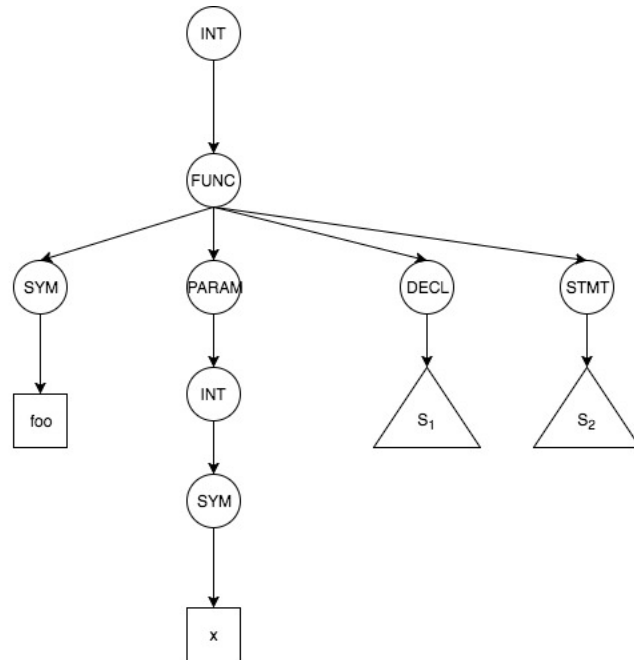 INT
FUNC
SYM
PARAM
DECL
STMT
foo
INT
S₁
S₂
SYM
x